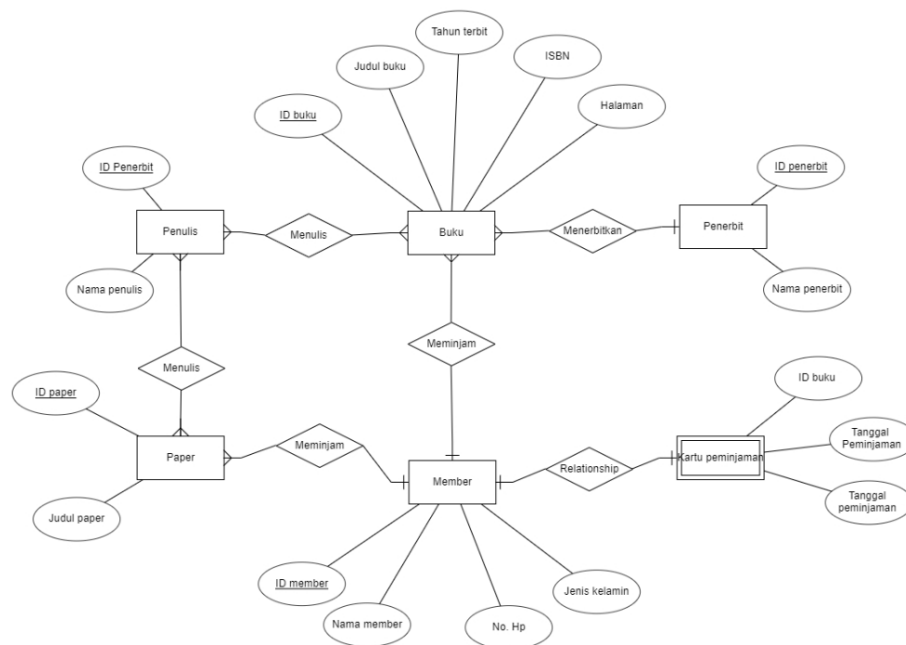 Tahun terbit
Judul buku
ISBN
ID buku
Halaman
ID Penerbit
ID penerbit
Penulis
Menulis
Buku
Menerbitkan
Penerbit
Nama penulis
Nama penerbit
Menulis
Meminjam
ID paper
ID buku
Paper
Meminjam
Member
Relationship
Kartu peminjaman
Tanggal
Peminjaman
Judul paper
Tanggal
peminjaman
ID member
Nama member
No. Hp
Jenis kelamin